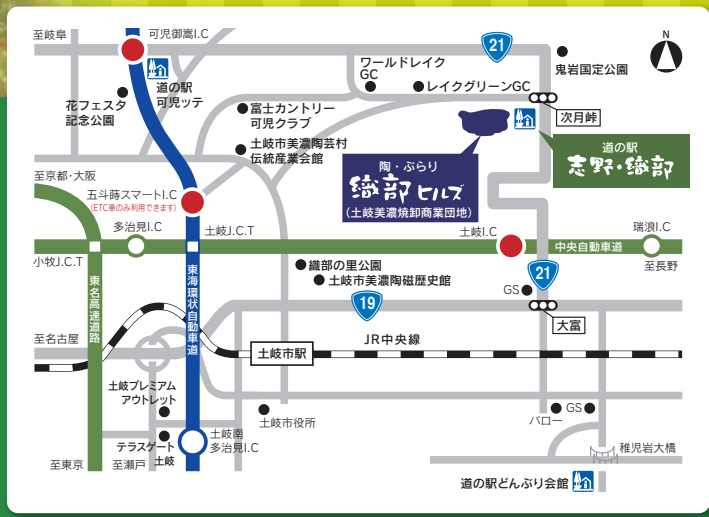 至岐阜
可児御嵩I.C
21
N
鬼岩国定公園
ワールドレイク
GC
レイクグリーンGC
道の駅
可児ッテ
花フェスタ
記念公園
富士カントリー
可児クラブ
次月峠
土岐市美濃陶芸村
伝統産業会館
道の駅
志野・織部
陶・ぶらり
織部ヒルズ
(土岐美濃焼卸商業団地)
至京都・大阪
五斗蒔スマートI.C
(ETC車のみ利用できます)
多治見I.C
土岐J.C.T
土岐I.C
瑞浪I.C
中央自動車道
小牧J.C.T
至長野
織部の里公園
土岐市美濃陶磁歴史館
21
GS
19
大富
東名高速道路
東海環状自動車道
至名古屋
JR中央線
土岐市駅
土岐プレミアム
アウトレット
土岐市役所
GS
バロー
テラスゲート
土岐
土岐南
多治見I.C
稚児岩大橋
至東京
至瀬戸
道の駅どんぶり会館